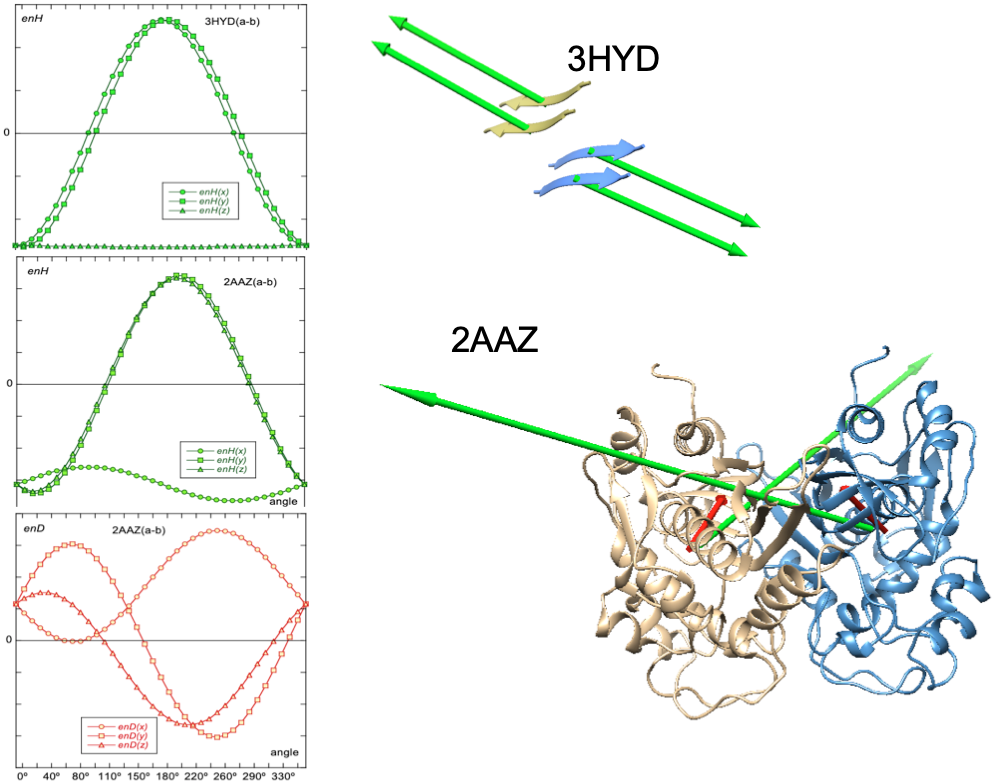 enH
3HYD(a-b)
0
enH(x)
enH(y)
enH(z)
enH
2AAZ(a-b)
0
enH(x)
enH(y)
enH(z)
angle
enD
2AAZ(a-b)
0
enD(x)
enD(y)
enD(z)
angle
0° 40° 80° 110° 150° 180° 220° 260° 290° 330°
3HYD
2AAZ